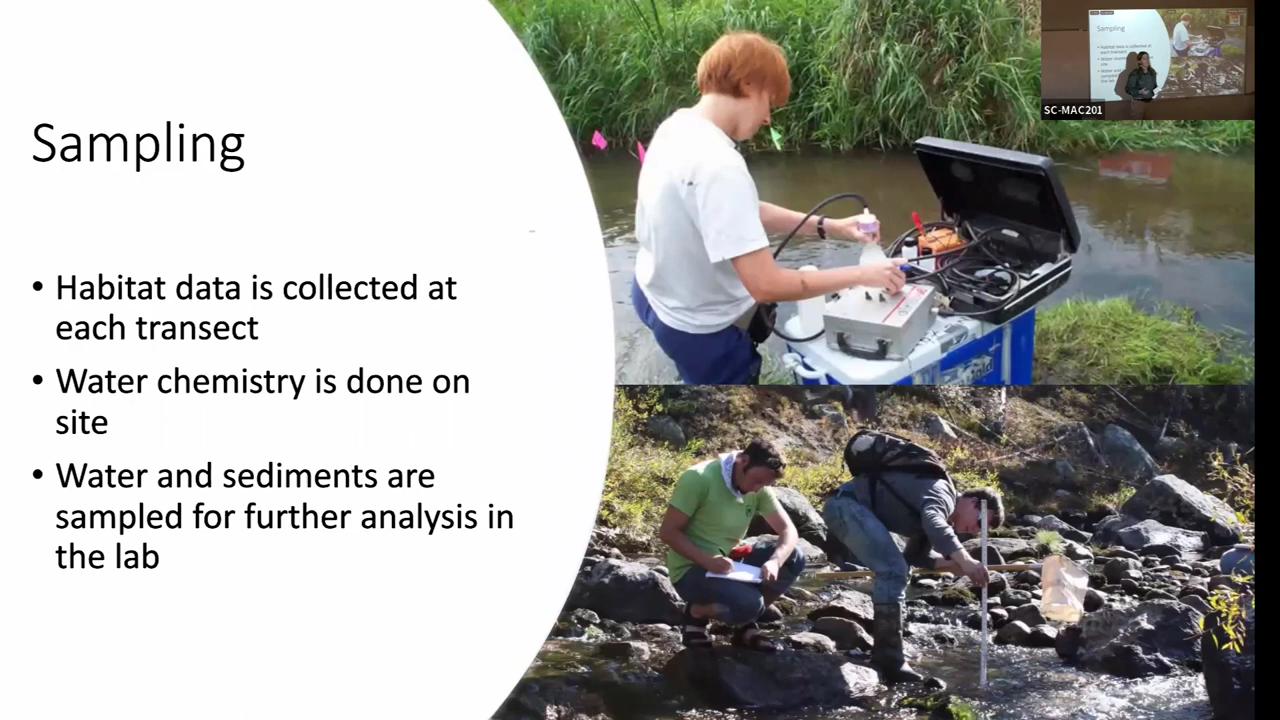 Sampling
• Habitat data is collected at
each transect
• Water chemistry is done on
site
• Water and sediments are
sampled for further analysis in
the lab
SC-MAC201
Sampling